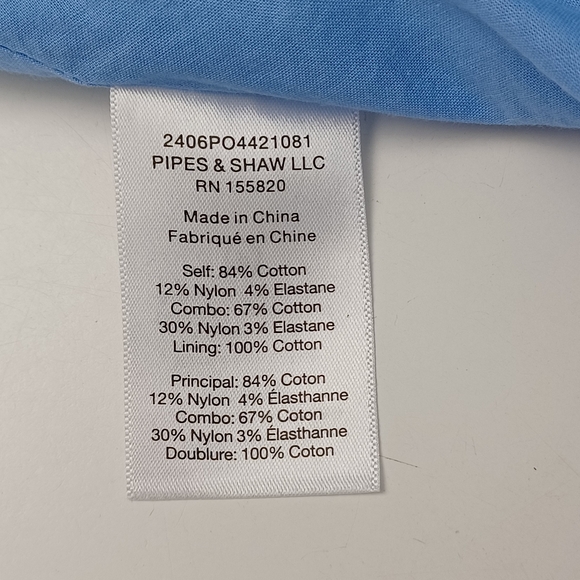 2406PO4421081
PIPES & SHAW LLC
RN 155820
Made in China
Fabriqué en Chine
Self: 84% Cotton
12% Nylon 4% Elastane
Combo: 67% Cotton
30% Nylon 3% Elastane
Lining: 100% Cotton
Principal: 84% Coton
12% Nylon 4% Élasthanne
Combo: 67% Coton
30% Nylon 3% Élasthanne
Doublure: 100% Coton